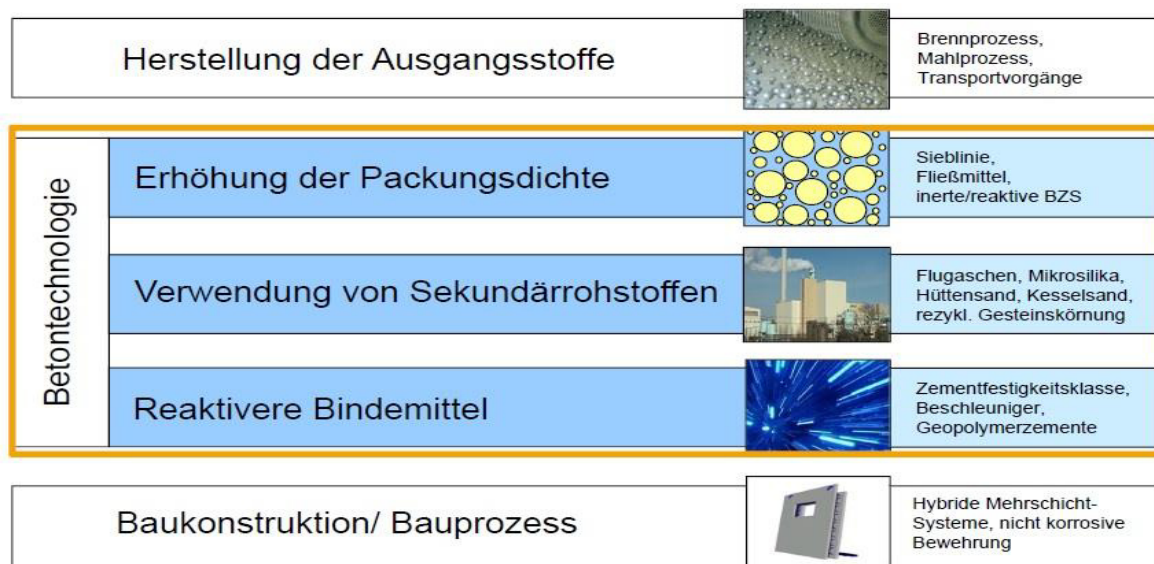 Herstellung der Ausgangsstoffe
Brennprozess,
Mahlprozess,
Transportvorgänge
Betontechnologie
Erhöhung der Packungsdichte
Sieblinie,
Fließmittel,
inerte/reaktive BZS
Verwendung von Sekundärrohstoffen
Flugaschen, Mikrosilika,
Hüttensand, Kesselsand,
rezykl. Gesteinskörnung
Reaktivere Bindemittel
Zementfestigkeitsklasse,
Beschleuniger,
Geopolymerzemente
Baukonstruktion/ Bauprozess
Hybride Mehrschicht-
Systeme, nicht korrosive
Bewehrung